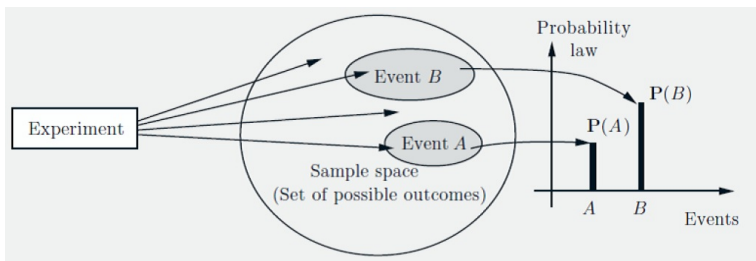 Experiment
Event B
Event A
Sample space
(Set of possible outcomes)
Probability
law
P(B)
P(A)
A
B
Events